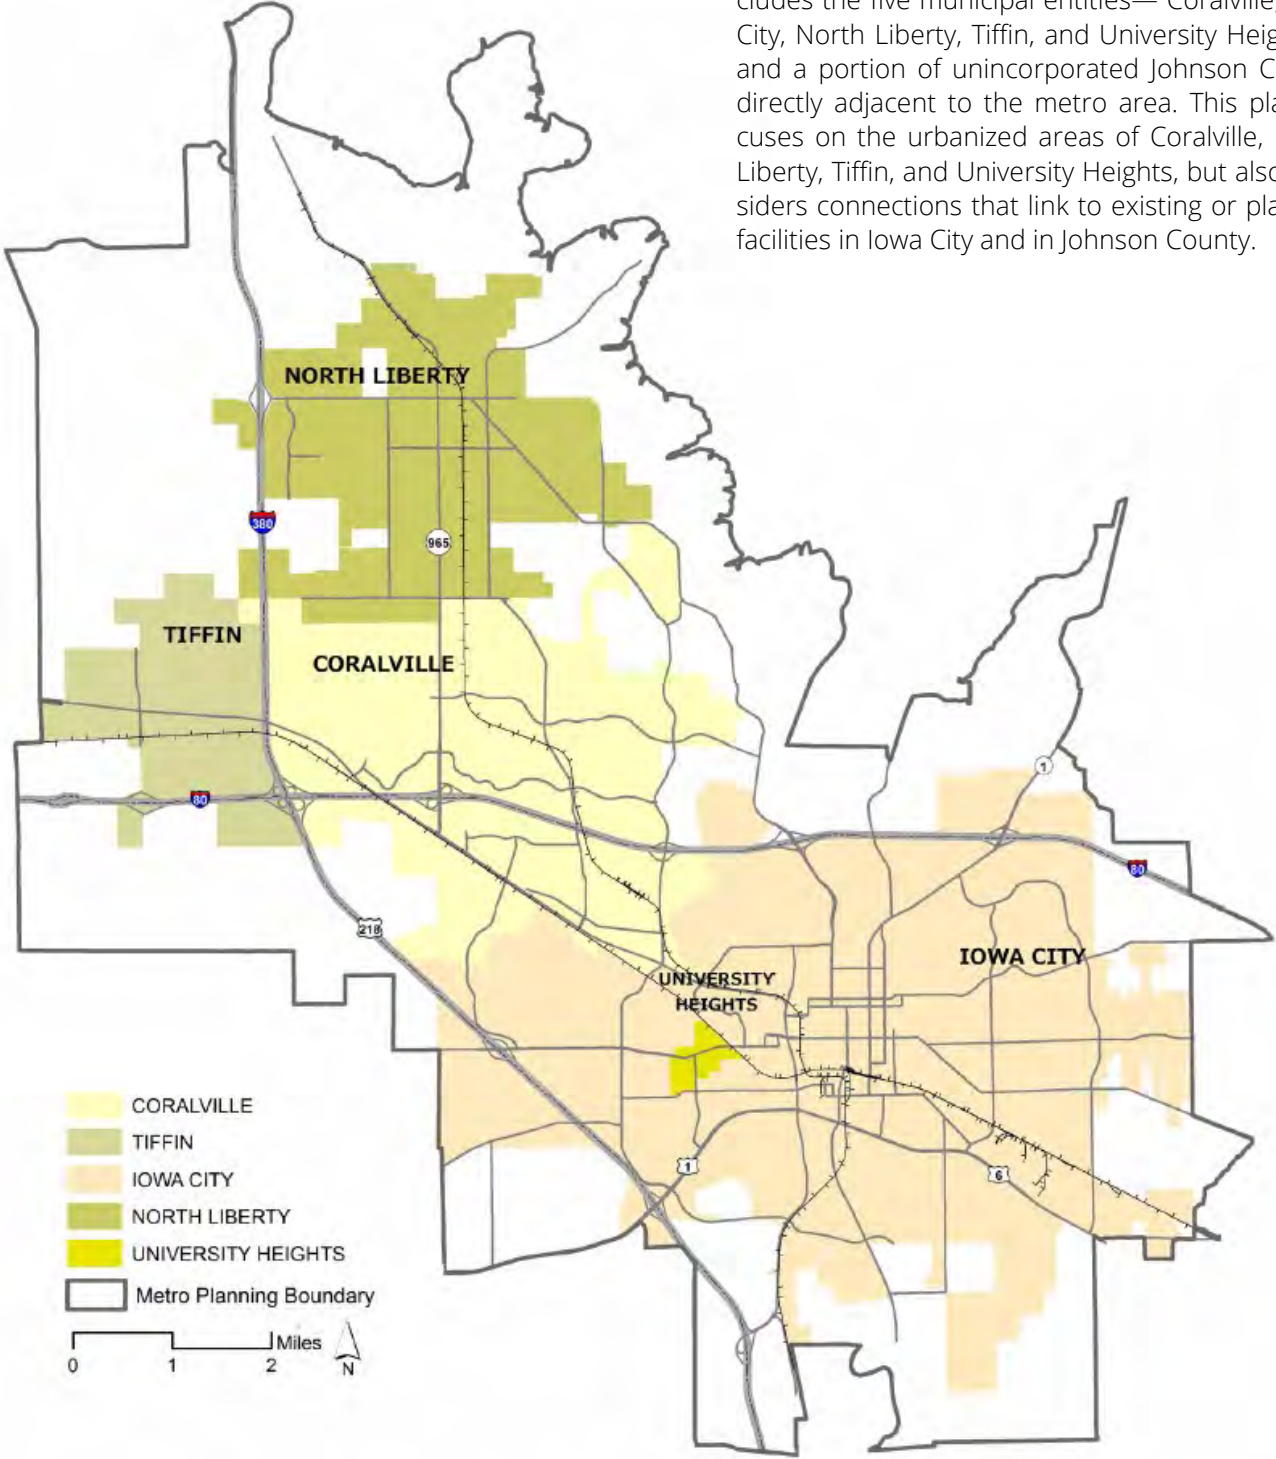 cludes the five municipal entities— Coralville,
City, North Liberty, Tiffin, and University Heig
and a portion of unincorporated Johnson C
directly adjacent to the metro area. This pla
cuses on the urbanized areas of Coralville,
Liberty, Tiffin, and University Heights, but also
siders connections that link to existing or pla
facilities in Iowa City and in Johnson County.
NORTH LIBERTY
380
965
TIFFIN
CORALVILLE
1
80
80
218
IOWA CITY
UNIVERSITY
HEIGHTS
1
6
CORALVILLE
TIFFIN
IOWA CITY
NORTH LIBERTY
UNIVERSITY HEIGHTS
Metro Planning Boundary
Miles
0 1 2
N